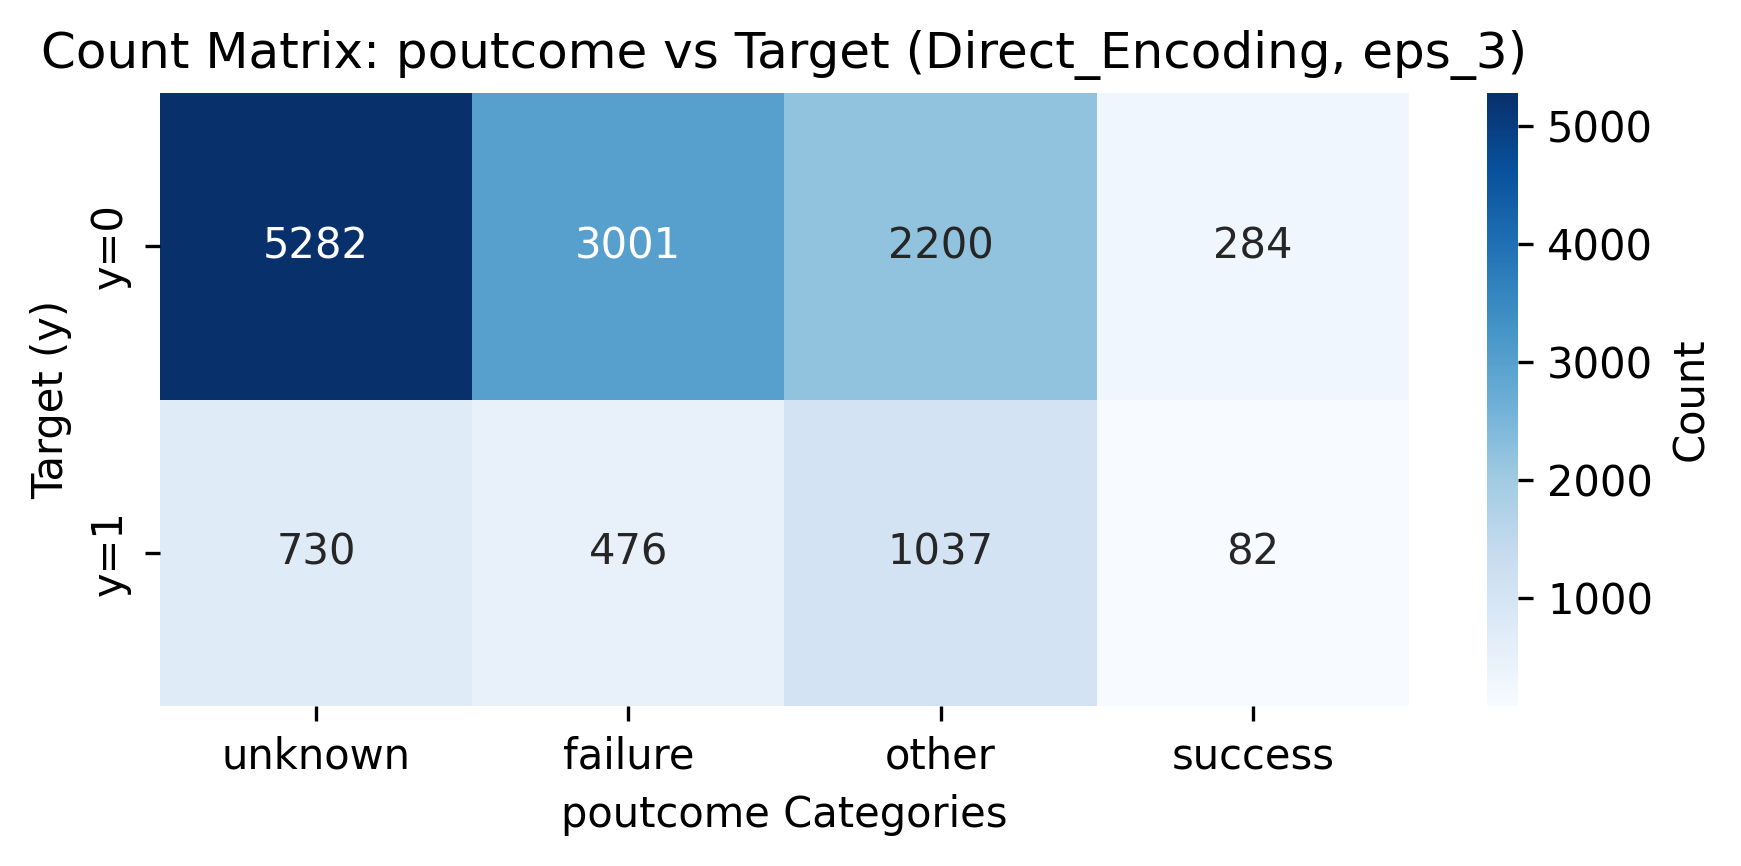 Count Matrix: poutcome vs Target (Direct_Encoding, eps_3)
Target (y)
y=0
5282 3001 2200 284
y=1
730 476 1037 82
unknown failure other success
poutcome Categories
5000
4000
3000
2000
1000
Count